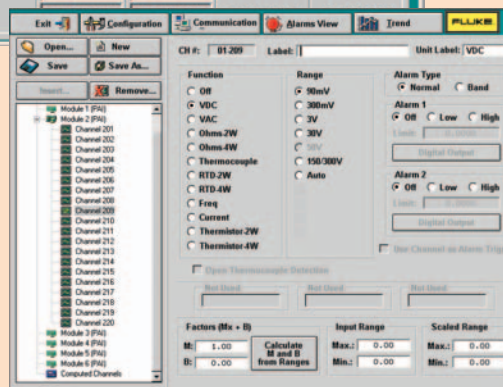 Exit Configuration Communication Alarms View Trend FLUKE
Open... New
Save Save As...
Insert... Remove...
Module 1 (PAI)
Module 2 (PAI)
Channel 201
Channel 202
Channel 203
Channel 204
Channel 205
Channel 206
Channel 207
Channel 208
Channel 209
Channel 210
Channel 211
Channel 212
Channel 213
Channel 214
Channel 215
Channel 216
Channel 217
Channel 218
Channel 219
Channel 220
Module 3 (PAI)
Module 4 (PAI)
Module 5 (PAI)
Module 6 (PAI)
Computed Channels
CH #: 01-209 Label: Unit Label: VDC
Function
Off
VDC
VAC
Ohms-2W
Ohms-4W
Thermocouple
RTD-2W
RTD-4W
Freq
Current
Thermistor-2W
Thermistor-4W
Range
90mV
300mV
3V
30V
50V
150/300V
Auto
Alarm Type
Normal Band
Alarm 1
Off Low High
Limit: 0.0000
Digital Output
Alarm 2
Off Low High
Limit: 0.0000
Digital Output
Use Channel as Alarm Trig
Open Thermocouple Detection
Not Used Not Used Not Used
Factors (Mx + B)
M: 1.00
B: 0.00
Calculate
M and B
from Ranges
Input Range
Max.: 0.00
Min.: 0.00
Scaled Range
Max.: 0.00
Min.: 0.00